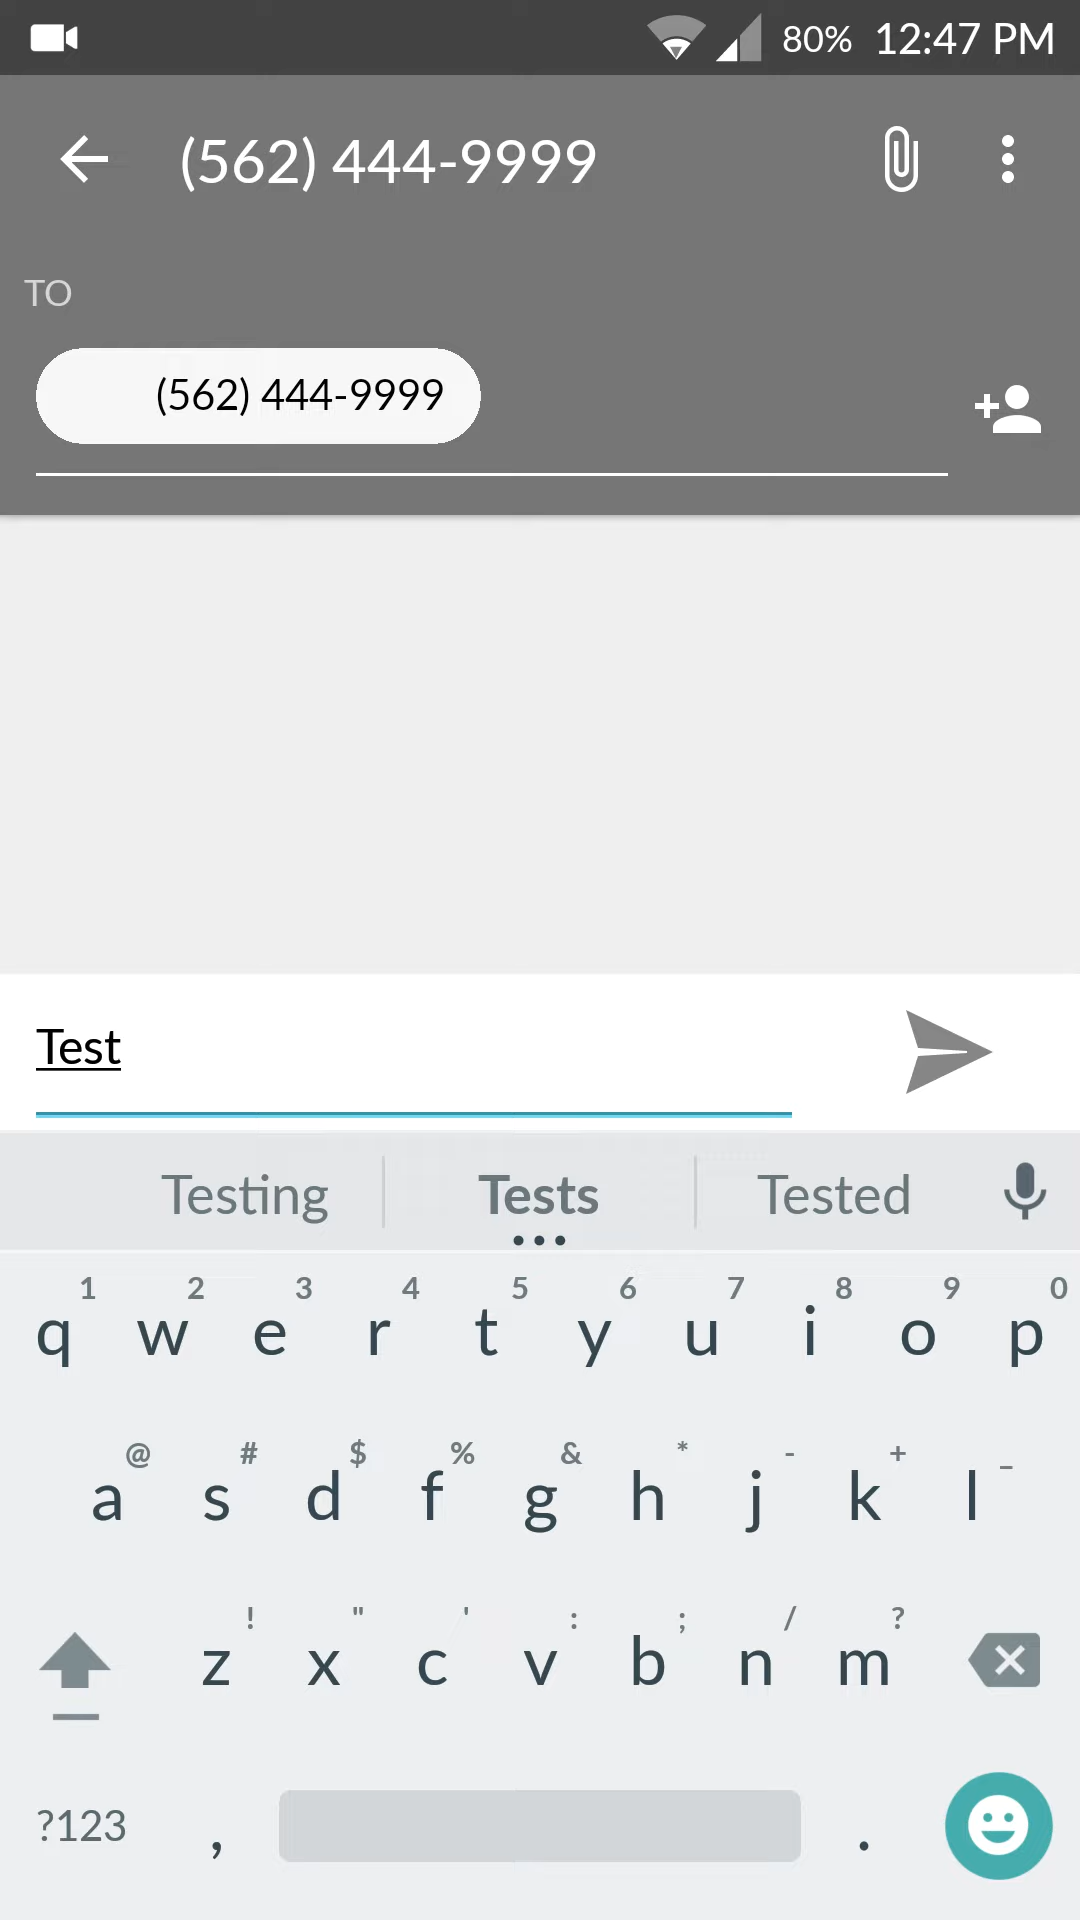 80% 12:47 PM
(562) 444-9999
TO
(562) 444-9999
Test
Testing Tests Tested
1 2 3 4 5 6 7 8 9 0
q w e r t y u i o p
@ # $ % & * - + _
a s d f g h j k l
! " ' : ; / ?
z x c v b n m
?123 , .